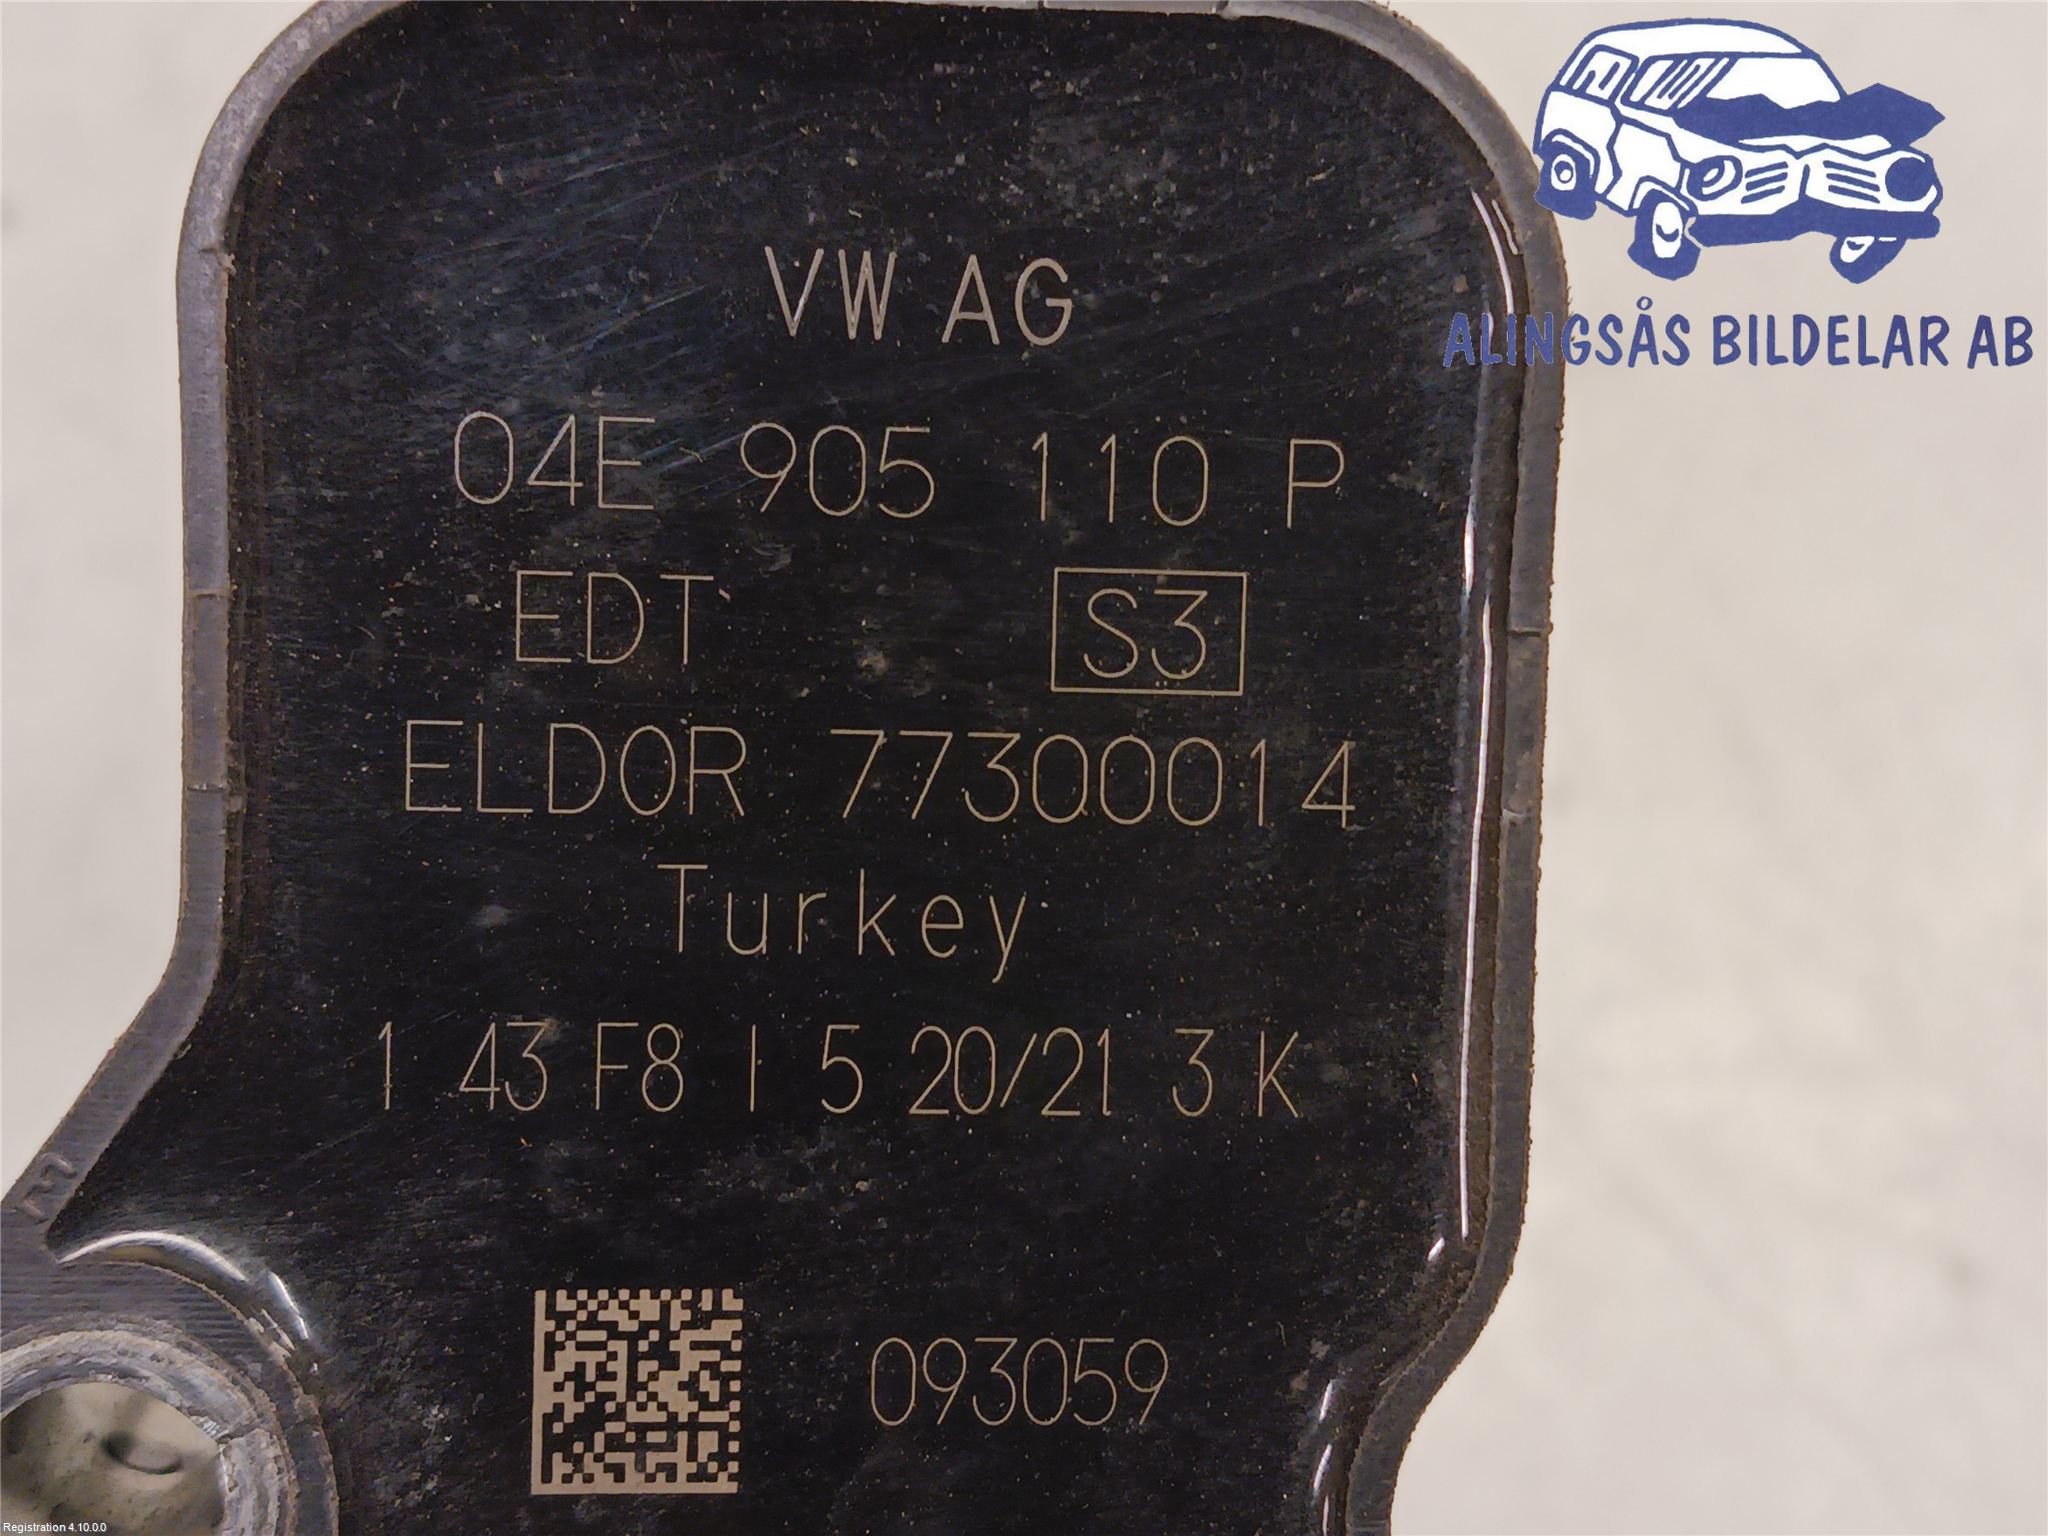 VW AG
04E 905 110 P
EDT S3
ELDOR 77300014
Turkey
1 43 F8 I 5 20/21 3 K
093059
ALINGSÅS BILDELAR AB
Registration 4.10.0.0